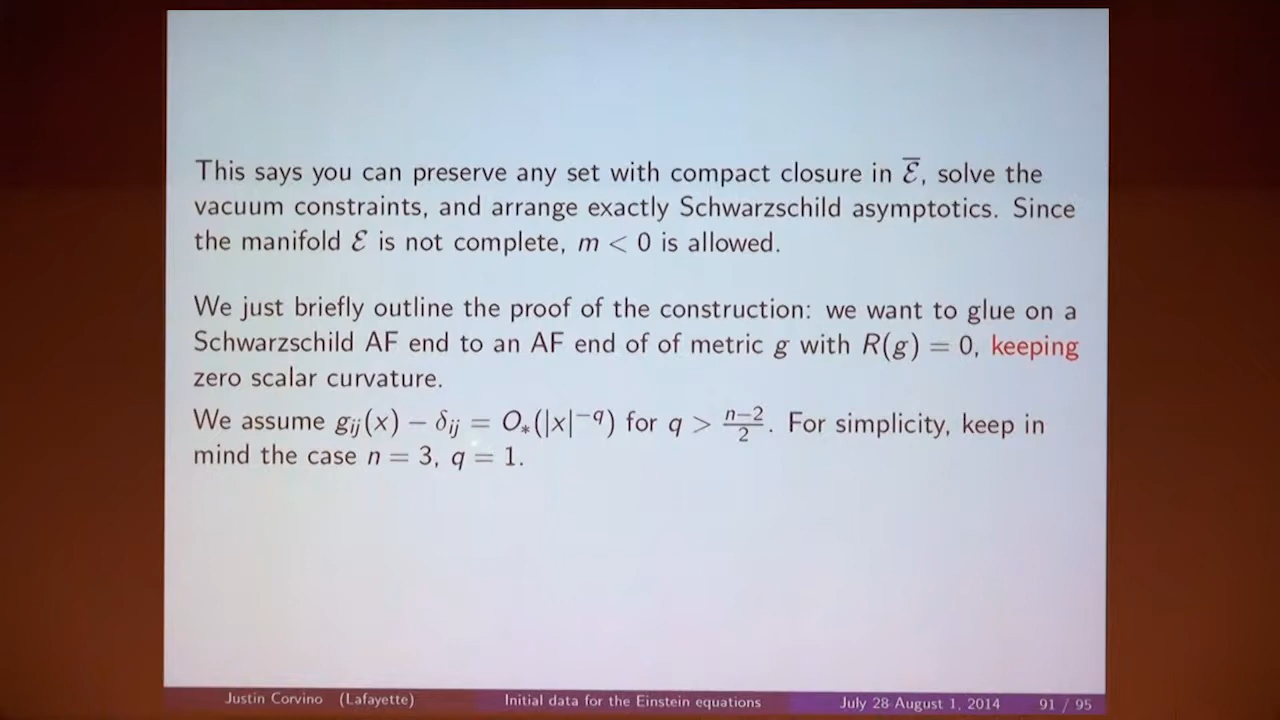 This says you can preserve any set with compact closure in $\overline{\mathcal{E}}$, solve the
vacuum constraints, and arrange exactly Schwarzschild asymptotics. Since
the manifold $\mathcal{E}$ is not complete, $m < 0$ is allowed.
We just briefly outline the proof of the construction: we want to glue on a
Schwarzschild AF end to an AF end of of metric $g$ with $R(g) = 0$, keeping
zero scalar curvature.
We assume $g_{ij}(x) - \delta_{ij} = O_*(|x|^{-q})$ for $q > \frac{n-2}{2}$. For simplicity, keep in
mind the case $n = 3$, $q = 1$.
Justin Corvino (Lafayette) Initial data for the Einstein equations July 28-August 1, 2014 91 / 95